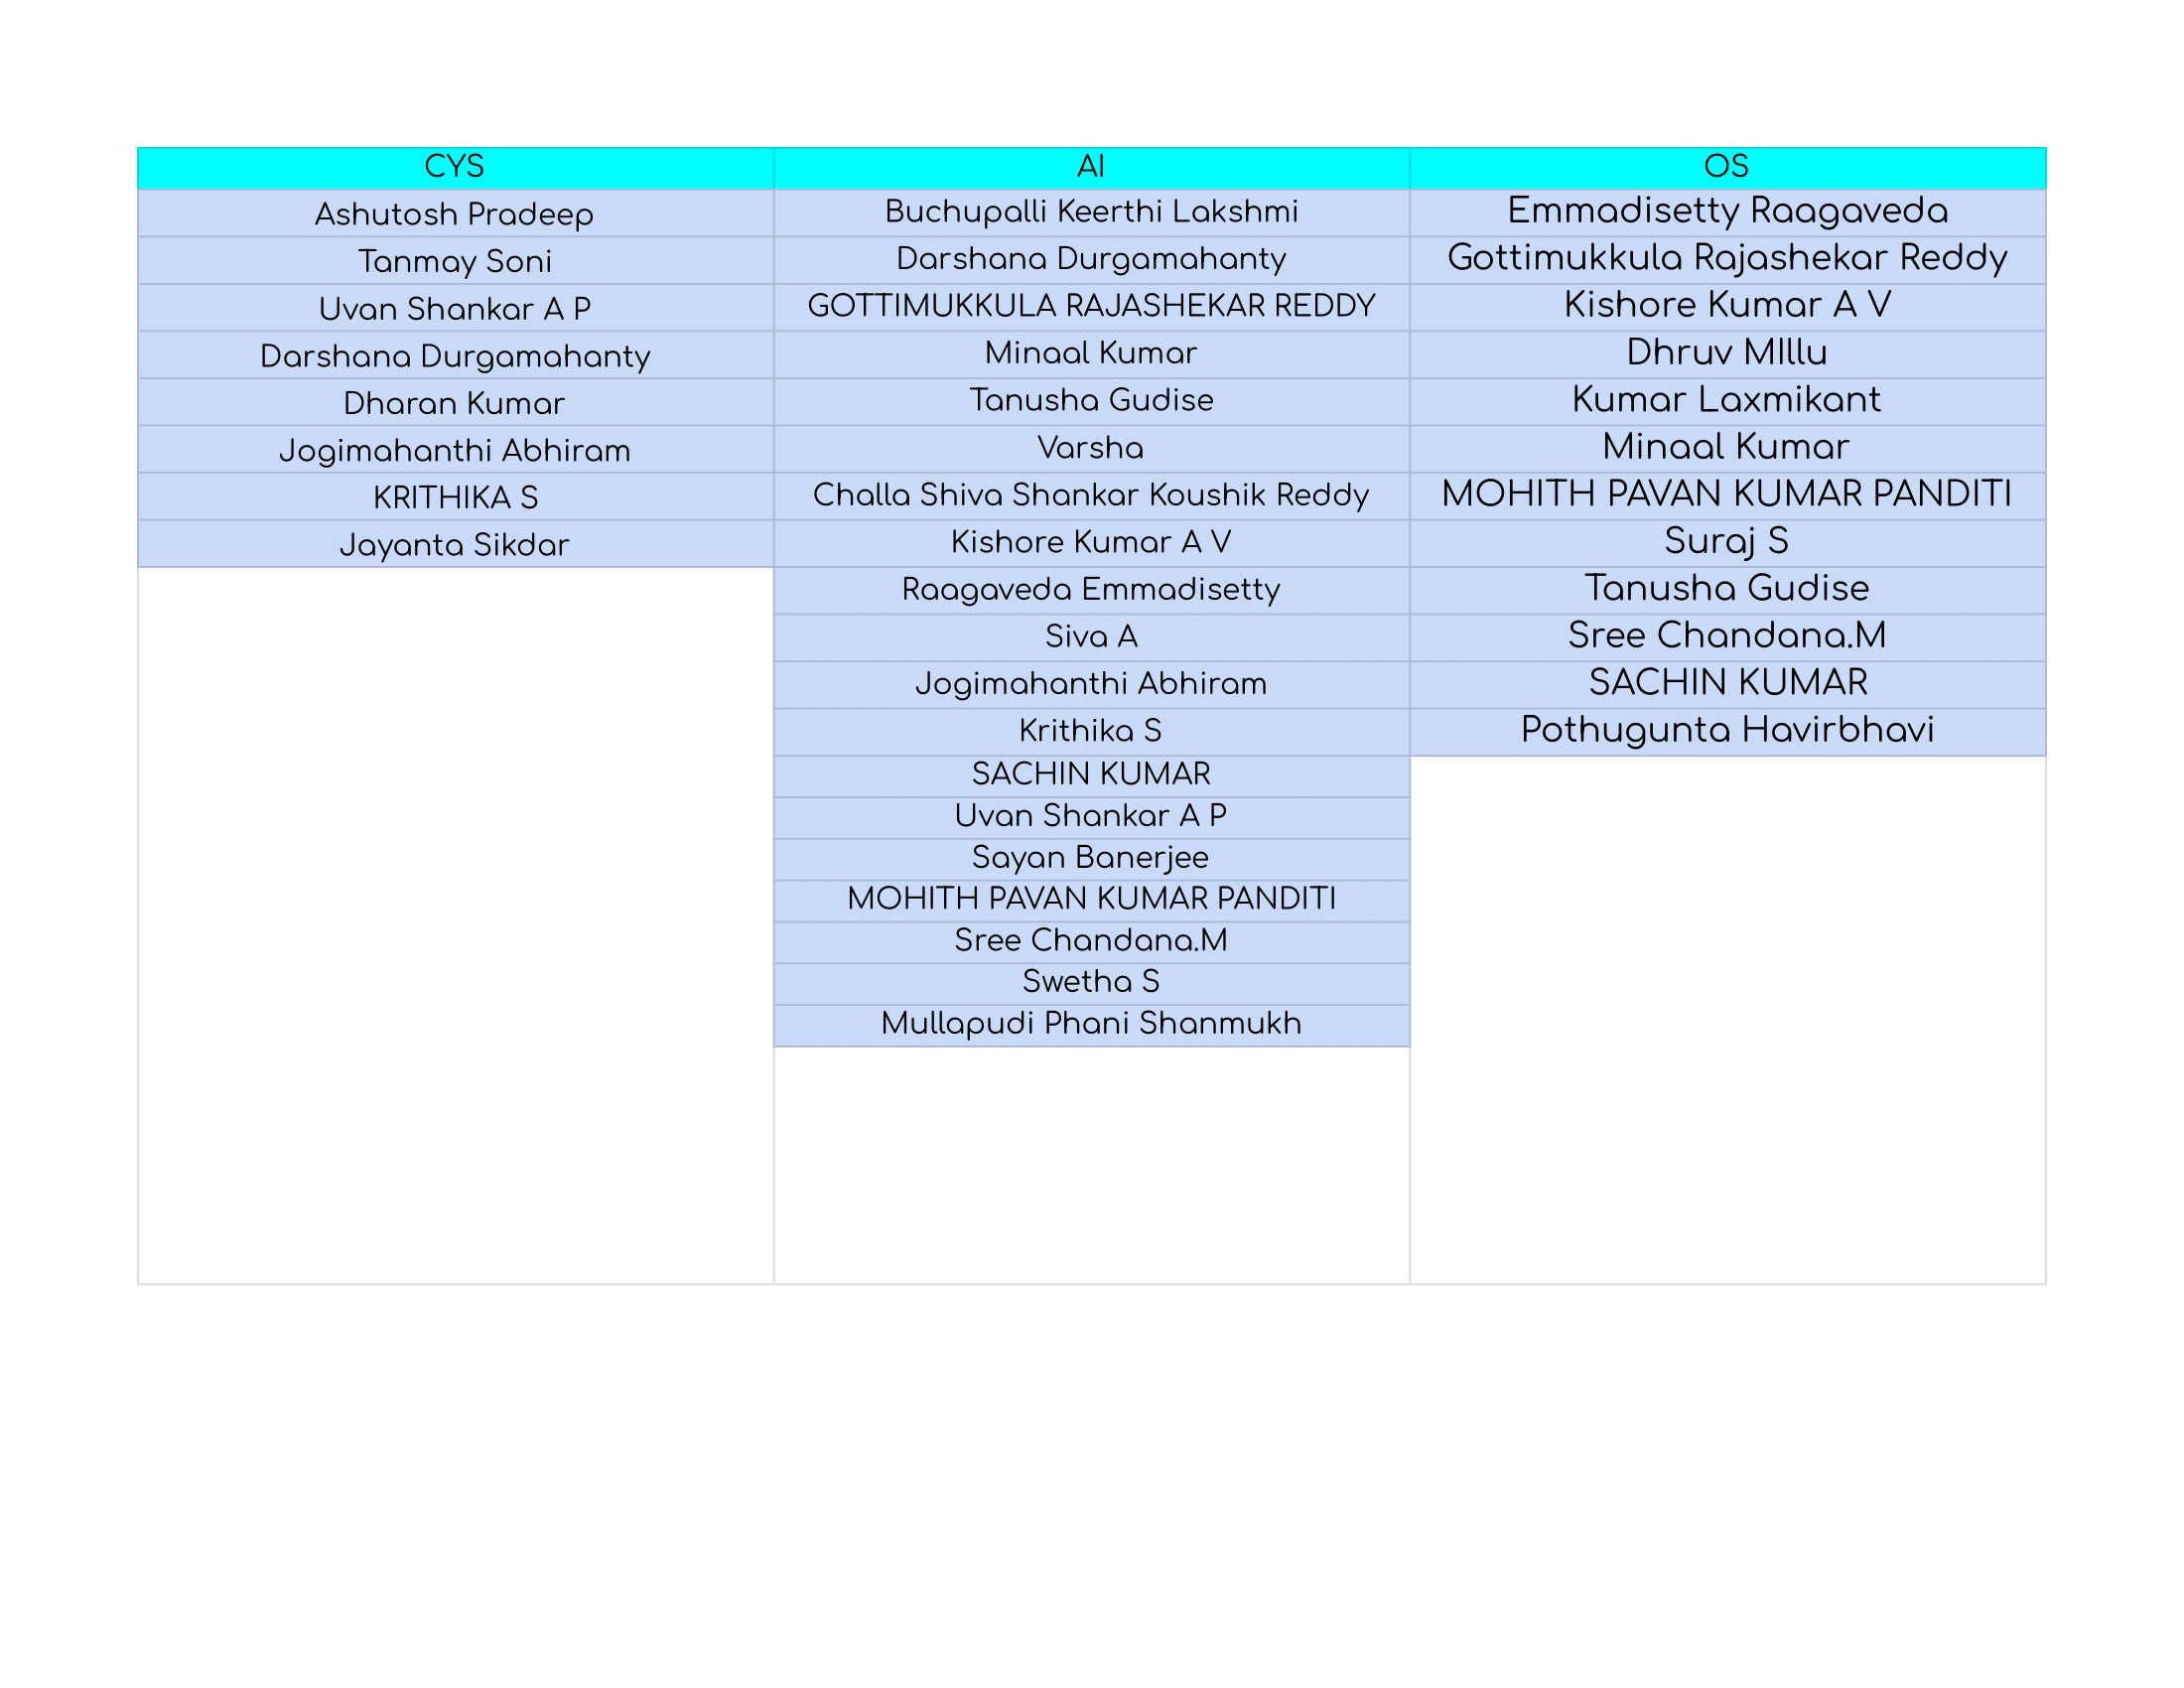 CYS AI OS
Ashutosh Pradeep Buchupalli Keerthi Lakshmi Emmadisetty Raagaveda
Tanmay Soni Darshana Durgamahanty Gottimukkula Rajashekar Reddy
Uvan Shankar A P GOTTIMUKKULA RAJASHEKAR REDDY Kishore Kumar A V
Darshana Durgamahanty Minaal Kumar Dhruv MIllu
Dharan Kumar Tanusha Gudise Kumar Laxmikant
Jogimahanthi Abhiram Varsha Minaal Kumar
KRITHIKA S Challa Shiva Shankar Koushik Reddy MOHITH PAVAN KUMAR PANDITI
Jayanta Sikdar Kishore Kumar A V Suraj S
Raagaveda Emmadisetty Tanusha Gudise
Siva A Sree Chandana.M
Jogimahanthi Abhiram SACHIN KUMAR
Krithika S Pothugunta Havirbhavi
SACHIN KUMAR
Uvan Shankar A P
Sayan Banerjee
MOHITH PAVAN KUMAR PANDITI
Sree Chandana.M
Swetha S
Mullapudi Phani Shanmukh